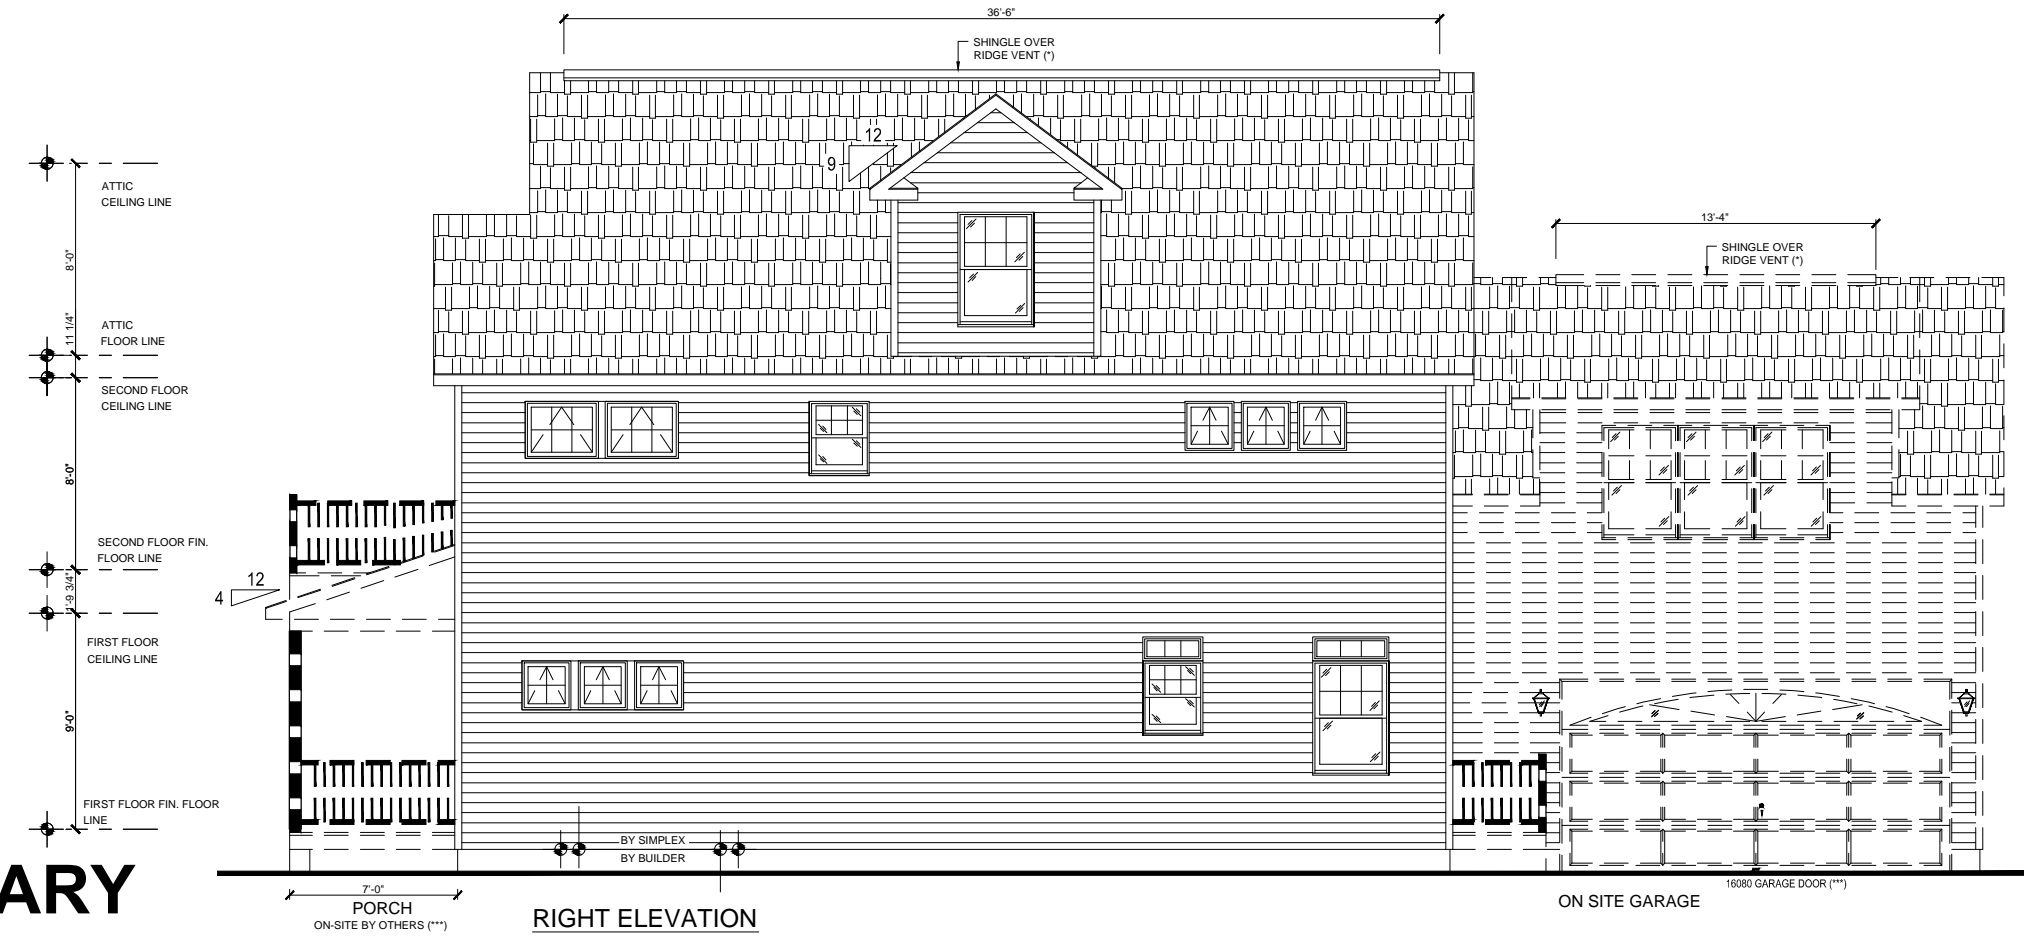 36'-6"
SHINGLE OVER
RIDGE VENT (*)
12
9
13'-4"
SHINGLE OVER
RIDGE VENT (*)
ATTIC
CEILING LINE
8'-0"
ATTIC
FLOOR LINE
11 1/4"
SECOND FLOOR
CEILING LINE
8'-0"
SECOND FLOOR FIN.
FLOOR LINE
1'-9 3/4"
12
4
FIRST FLOOR
CEILING LINE
9'-0"
FIRST FLOOR FIN. FLOOR
LINE
BY SIMPLEX
BY BUILDER
ARY
7'-0"
PORCH
ON-SITE BY OTHERS (***)
RIGHT ELEVATION
16080 GARAGE DOOR (***)
ON SITE GARAGE